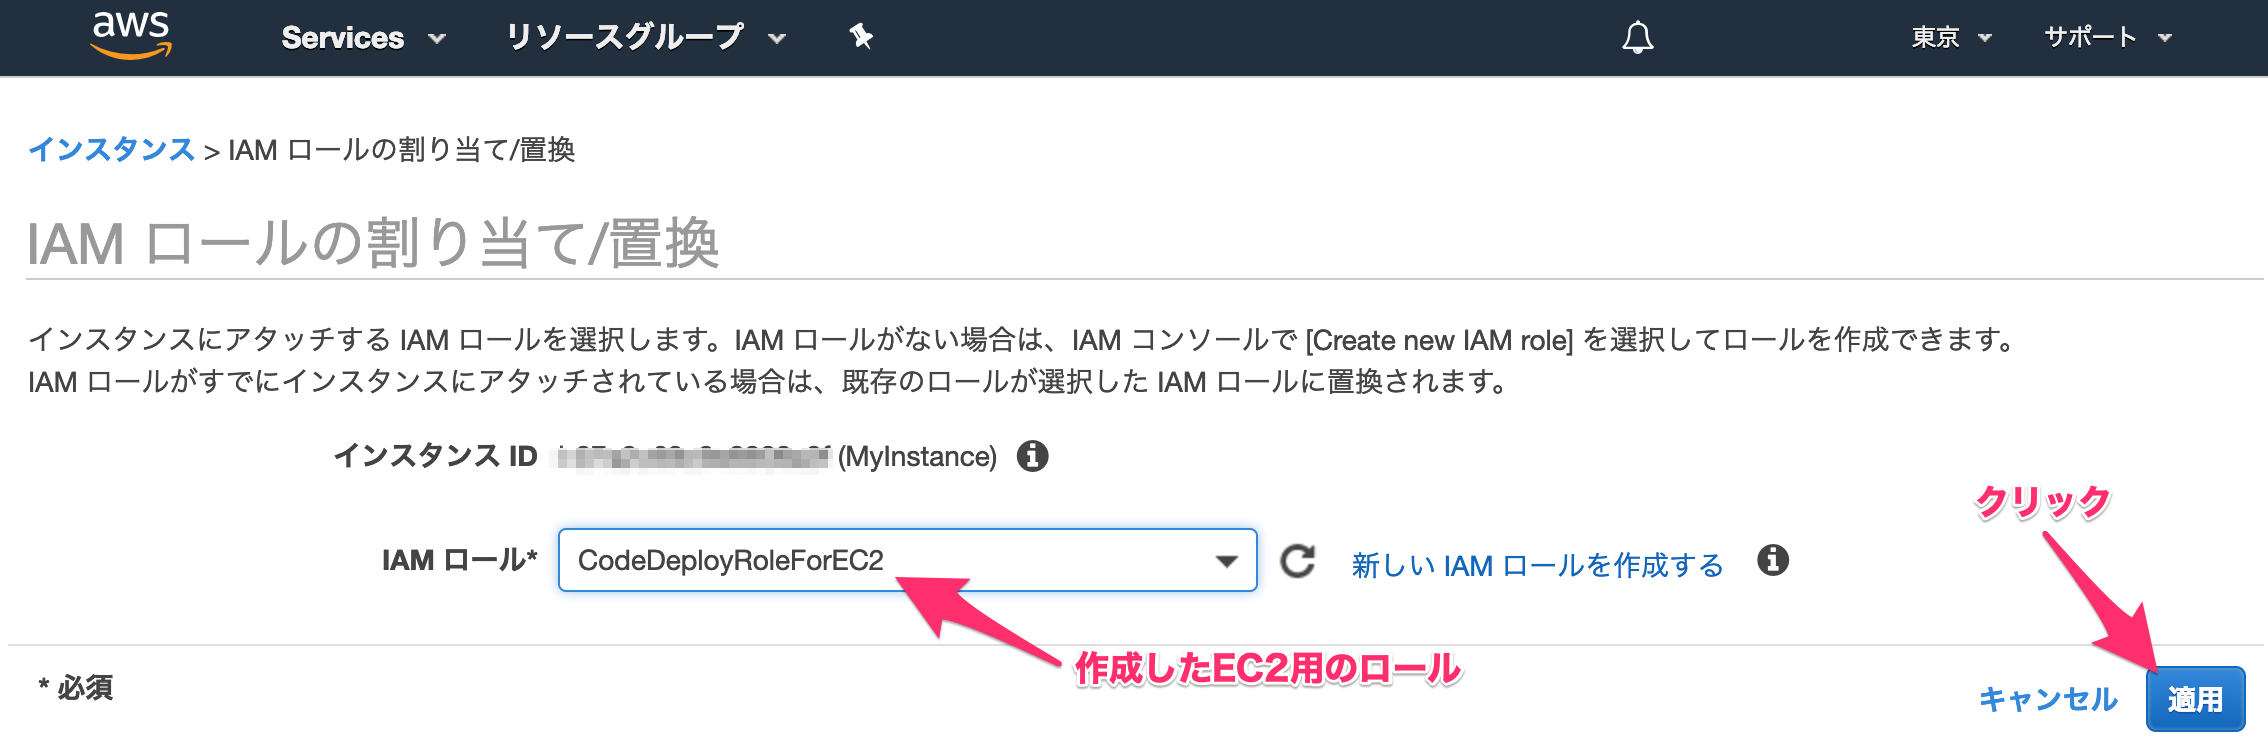 aws Services リソースグループ 東京 サポート
インスタンス > IAM ロールの割り当て/置換
IAM ロールの割り当て/置換
インスタンスにアタッチする IAM ロールを選択します。IAM ロールがない場合は、IAM コンソールで [Create new IAM role] を選択してロールを作成できます。
IAM ロールがすでにインスタンスにアタッチされている場合は、既存のロールが選択した IAM ロールに置換されます。
インスタンス ID (MyInstance)
クリック
IAM ロール* CodeDeployRoleForEC2 新しい IAM ロールを作成する
作成したEC2用のロール
* 必須
キャンセル 適用